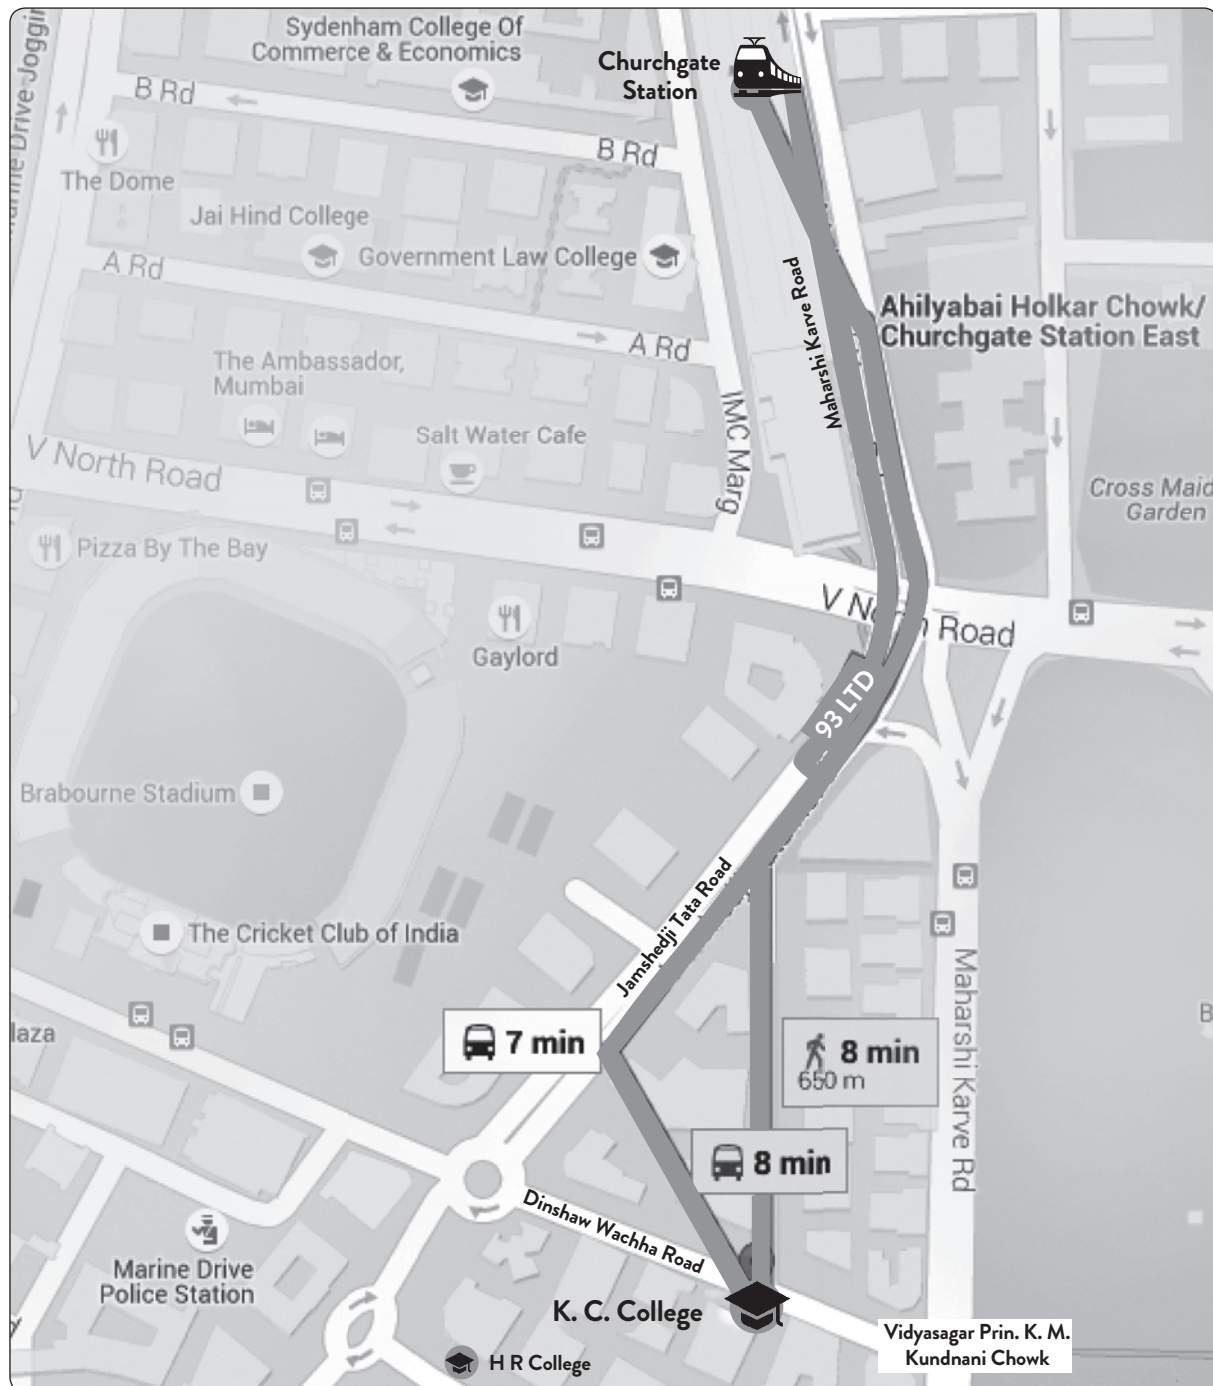 Sydenham College Of
Commerce & Economics
Churchgate
Station
B Rd
B Rd
The Dome
Jai Hind College
Government Law College
A Rd
A Rd
Maharshi Karve Road
Ahilyabai Holkar Chowk/
Churchgate Station East
The Ambassador,
Mumbai
Salt Water Cafe
IMC Marg
V North Road
Cross Maid
Garden
Pizza By The Bay
V North Road
Gaylord
93 LTD
Brabourne Stadium
Jamshedji Tata Road
The Cricket Club of India
Maharshi Karve Rd
laza
7 min
8 min
650 m
8 min
B
Dinshaw Wachha Road
Marine Drive
Police Station
K. C. College
Vidyasagar Prin. K. M.
Kundnani Chowk
H R College